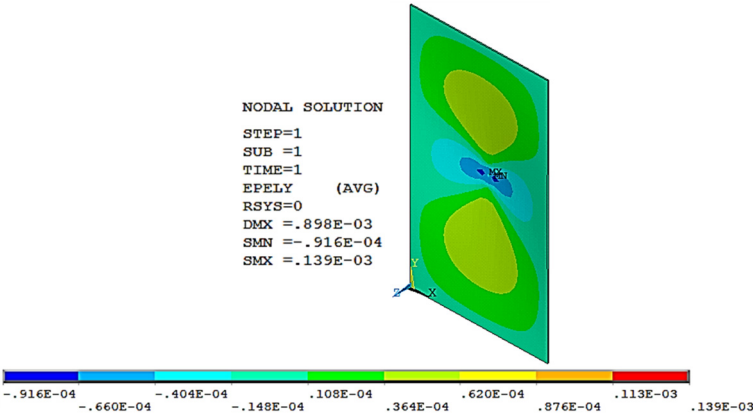 NODAL SOLUTION
STEP=1
SUB =1
TIME=1
EPELY (AVG)
RSYS=0
DMX =.898E-03
SMN =-.916E-04
SMX =.139E-03
MX
MN
Y
Z X
-.916E-04 -.404E-04 .108E-04 .620E-04 .113E-03
-.660E-04 -.148E-04 .364E-04 .876E-04 .139E-03